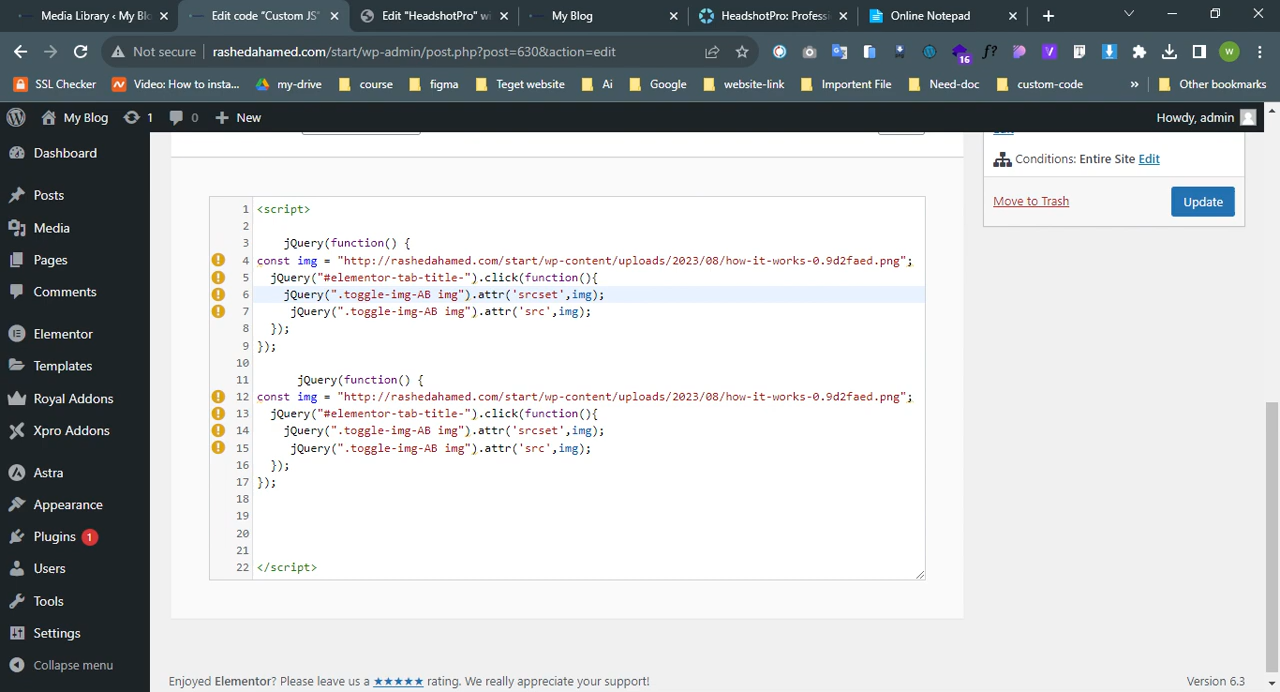 Media Library ‹ My Blo
Edit code "Custom JS"
Edit "HeadshotPro" wi
My Blog
HeadshotPro: Professi
Online Notepad
Not secure
rashedahamed.com/start/wp-admin/post.php?post=630&action=edit
16
W
SSL Checker
Video: How to insta...
my-drive
course
figma
Teget website
Ai
Google
website-link
Importent File
Need-doc
custom-code
»
Other bookmarks
My Blog
1
0
New
Howdy, admin
Dashboard
Posts
Media
Pages
Comments
Elementor
Templates
Royal Addons
Xpro Addons
Astra
Appearance
Plugins 1
Users
Tools
Settings
Collapse menu
Conditions: Entire Site Edit
Move to Trash
Update
1 <script>
2
3 jQuery(function() {
4 const img = "http://rashedahamed.com/start/wp-content/uploads/2023/08/how-it-works-0.9d2faed.png";
5 jQuery("#elementor-tab-title-").click(function(){
6 jQuery(".toggle-img-AB img").attr('srcset',img);
7 jQuery(".toggle-img-AB img").attr('src',img);
8 });
9 });
10
11 jQuery(function() {
12 const img = "http://rashedahamed.com/start/wp-content/uploads/2023/08/how-it-works-0.9d2faed.png";
13 jQuery("#elementor-tab-title-").click(function(){
14 jQuery(".toggle-img-AB img").attr('srcset',img);
15 jQuery(".toggle-img-AB img").attr('src',img);
16 });
17 });
18
19
20
21
22 </script>
Enjoyed Elementor? Please leave us a ★★★★★ rating. We really appreciate your support!
Version 6.3